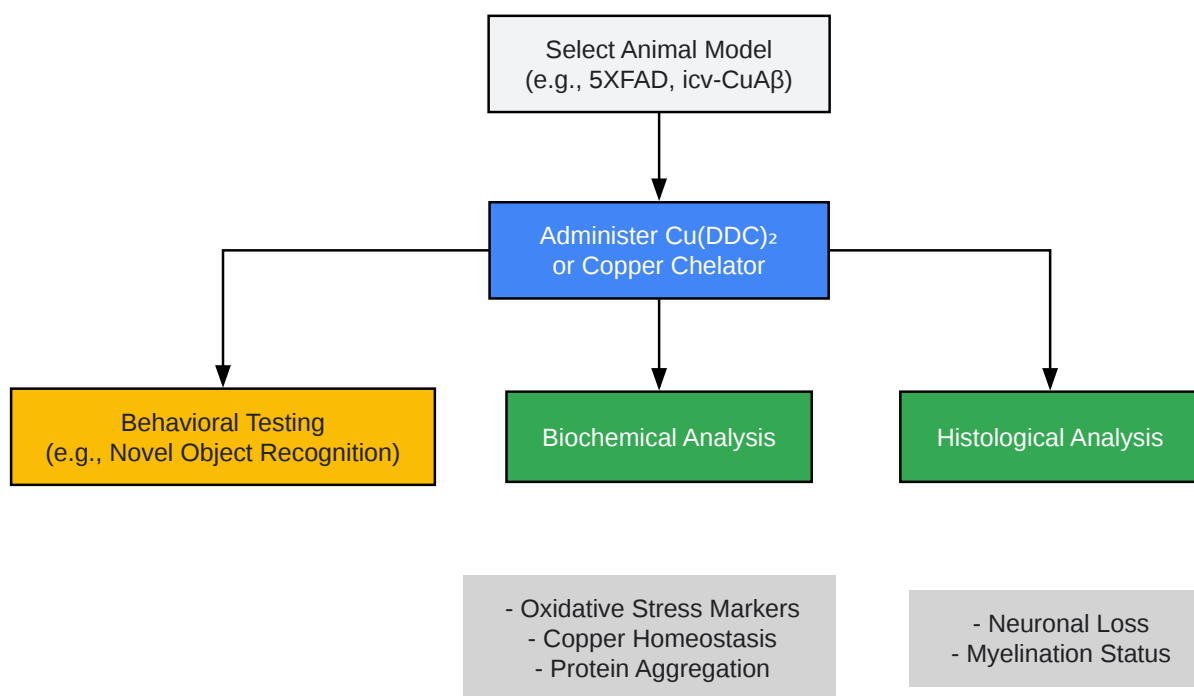 Select Animal Model
(e.g., 5XFAD, icv-CuAβ)
Administer Cu(DDC)₂
or Copper Chelator
Behavioral Testing
(e.g., Novel Object Recognition)
Biochemical Analysis
Histological Analysis
- Oxidative Stress Markers
- Copper Homeostasis
- Protein Aggregation
- Neuronal Loss
- Myelination Status